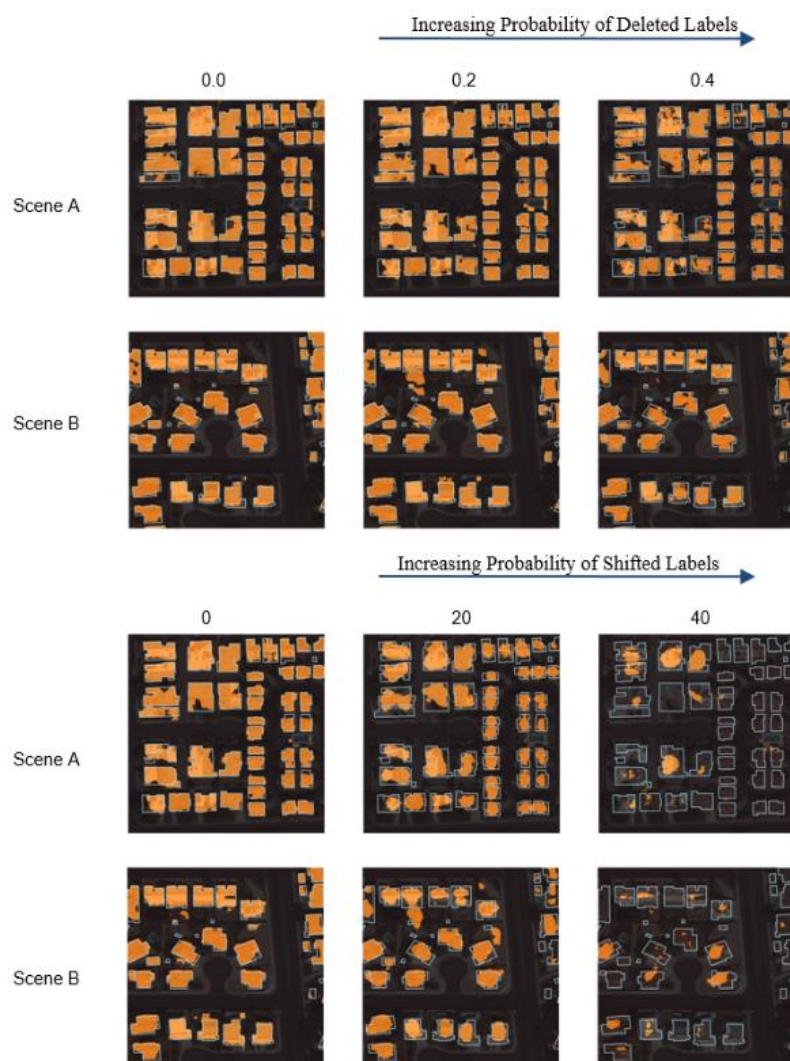 Increasing Probability of Deleted Labels
0.0 0.2 0.4
Scene A
Scene B
Increasing Probability of Shifted Labels
0 20 40
Scene A
Scene B